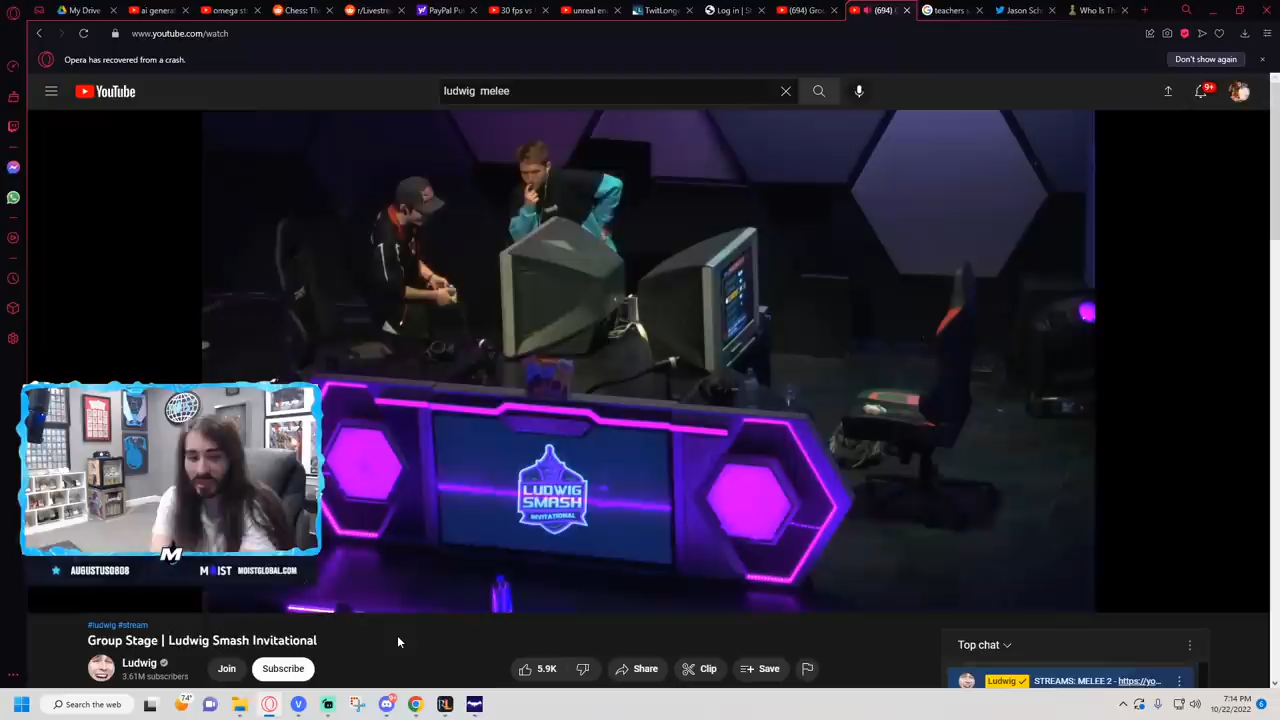 My Drive
ai genera
omega st
Chess: Th
r/Livestre
PayPal Pu
30 fps vs
unreal en
TwitLonge
Log in | S
(694) Gro
(694) G
teachers s
Jason Sc
Who Is Th
www.youtube.com/watch
Opera has recovered from a crash.
Don't show again
YouTube
ludwig melee
9+
LUDWIG
SMASH
INVITATIONAL
M
AUGUSTUS0808
MOIST MOISTGLOBAL.COM
#ludwig #stream
Group Stage | Ludwig Smash Invitational
Ludwig
3.61M subscribers
Join
Subscribe
5.9K
Share
Clip
Save
Top chat
Ludwig STREAMS: MELEE 2 - https://yo...
Search the web
74°
7:14 PM
10/22/2022